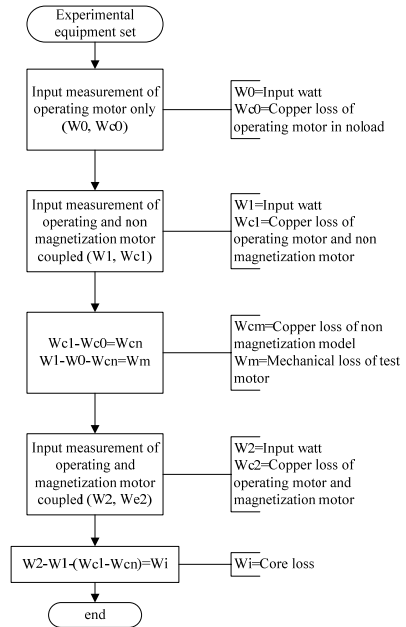 Experimental
equipment set
Input measurement of
operating motor only
(W0, Wc0)
W0=Input watt
Wc0=Copper loss of
operating motor in noload
Input measurement of
operating and non
magnetization motor
coupled (W1, Wc1)
W1=Input watt
Wc1=Copper loss of
operating motor and non
magnetization motor
Wc1-Wc0=Wcn
W1-W0-Wcn=Wm
Wcm=Copper loss of non
magnetization model
Wm=Mechanical loss of test
motor
Input measurement of
operating and
magnetization motor
coupled (W2, We2)
W2=Input watt
Wc2=Copper loss of
operating motor and
magnetization motor
W2-W1-(Wc1-Wcn)=Wi
Wi=Core loss
end